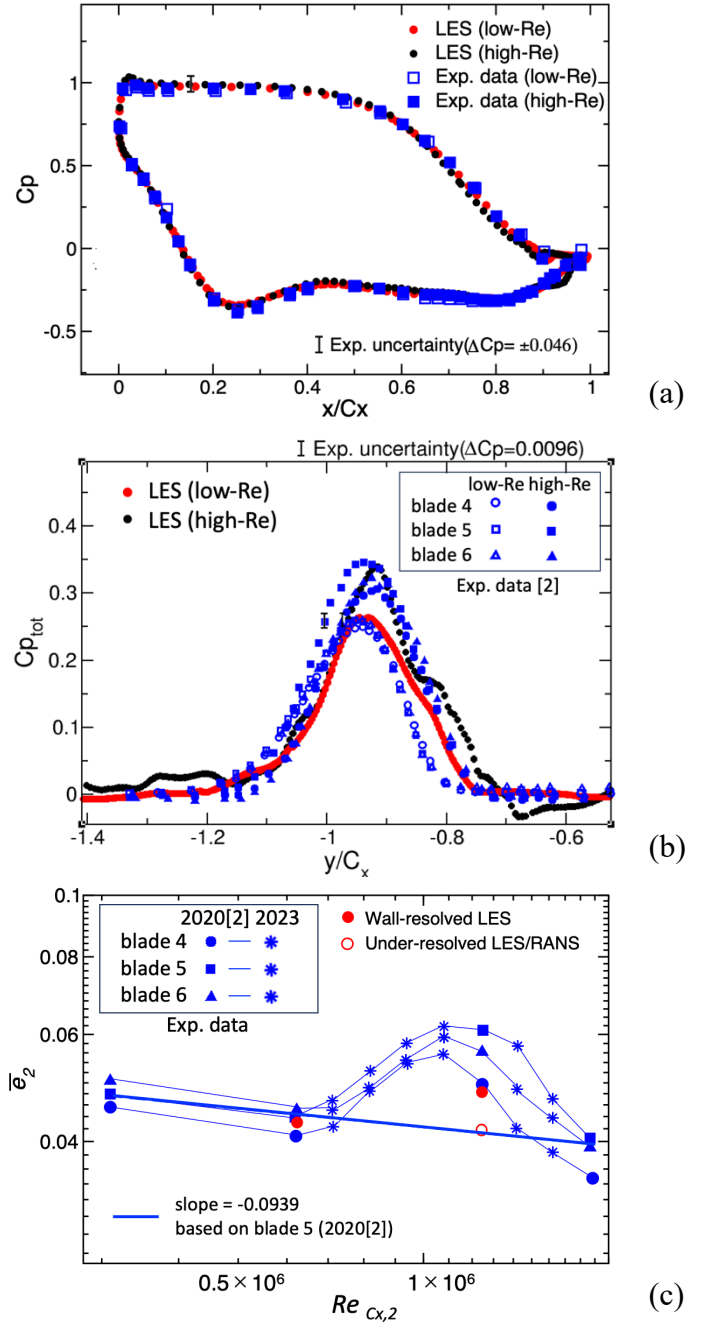 1
0.5
0
-0.5
Cp
LES (low-Re)
LES (high-Re)
Exp. data (low-Re)
Exp. data (high-Re)
Exp. uncertainty(ΔCp= ±0.046)
0 0.2 0.4 0.6 0.8 1
x/Cx
(a)
Exp. uncertainty(ΔCp=0.0096)
0.4
0.3
0.2
0.1
0
Cp_tot
LES (low-Re)
LES (high-Re)
low-Re high-Re
blade 4
blade 5
blade 6
Exp. data [2]
-1.4 -1.2 -1 -0.8 -0.6
y/C_x
(b)
0.1
0.08
0.06
0.04
e̅_2
2020[2] 2023
blade 4
blade 5
blade 6
Exp. data
Wall-resolved LES
Under-resolved LES/RANS
slope = -0.0939
based on blade 5 (2020[2])
0.5 × 10^6 1 × 10^6
Re_Cx,2
(c)